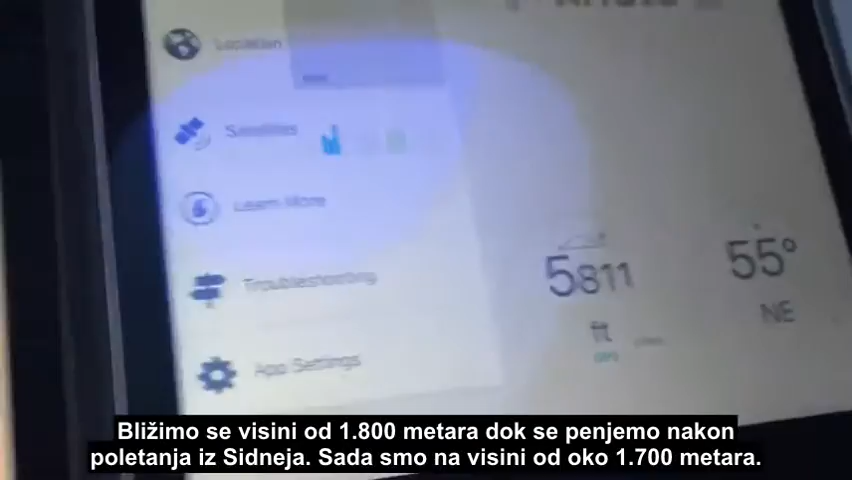 Location
Satellites
Learn More
Troubleshooting
App Settings
5811
ft
55°
NE
Bližimo se visini od 1.800 metara dok se penjemo nakon
poletanja iz Sidneja. Sada smo na visini od oko 1.700 metara.